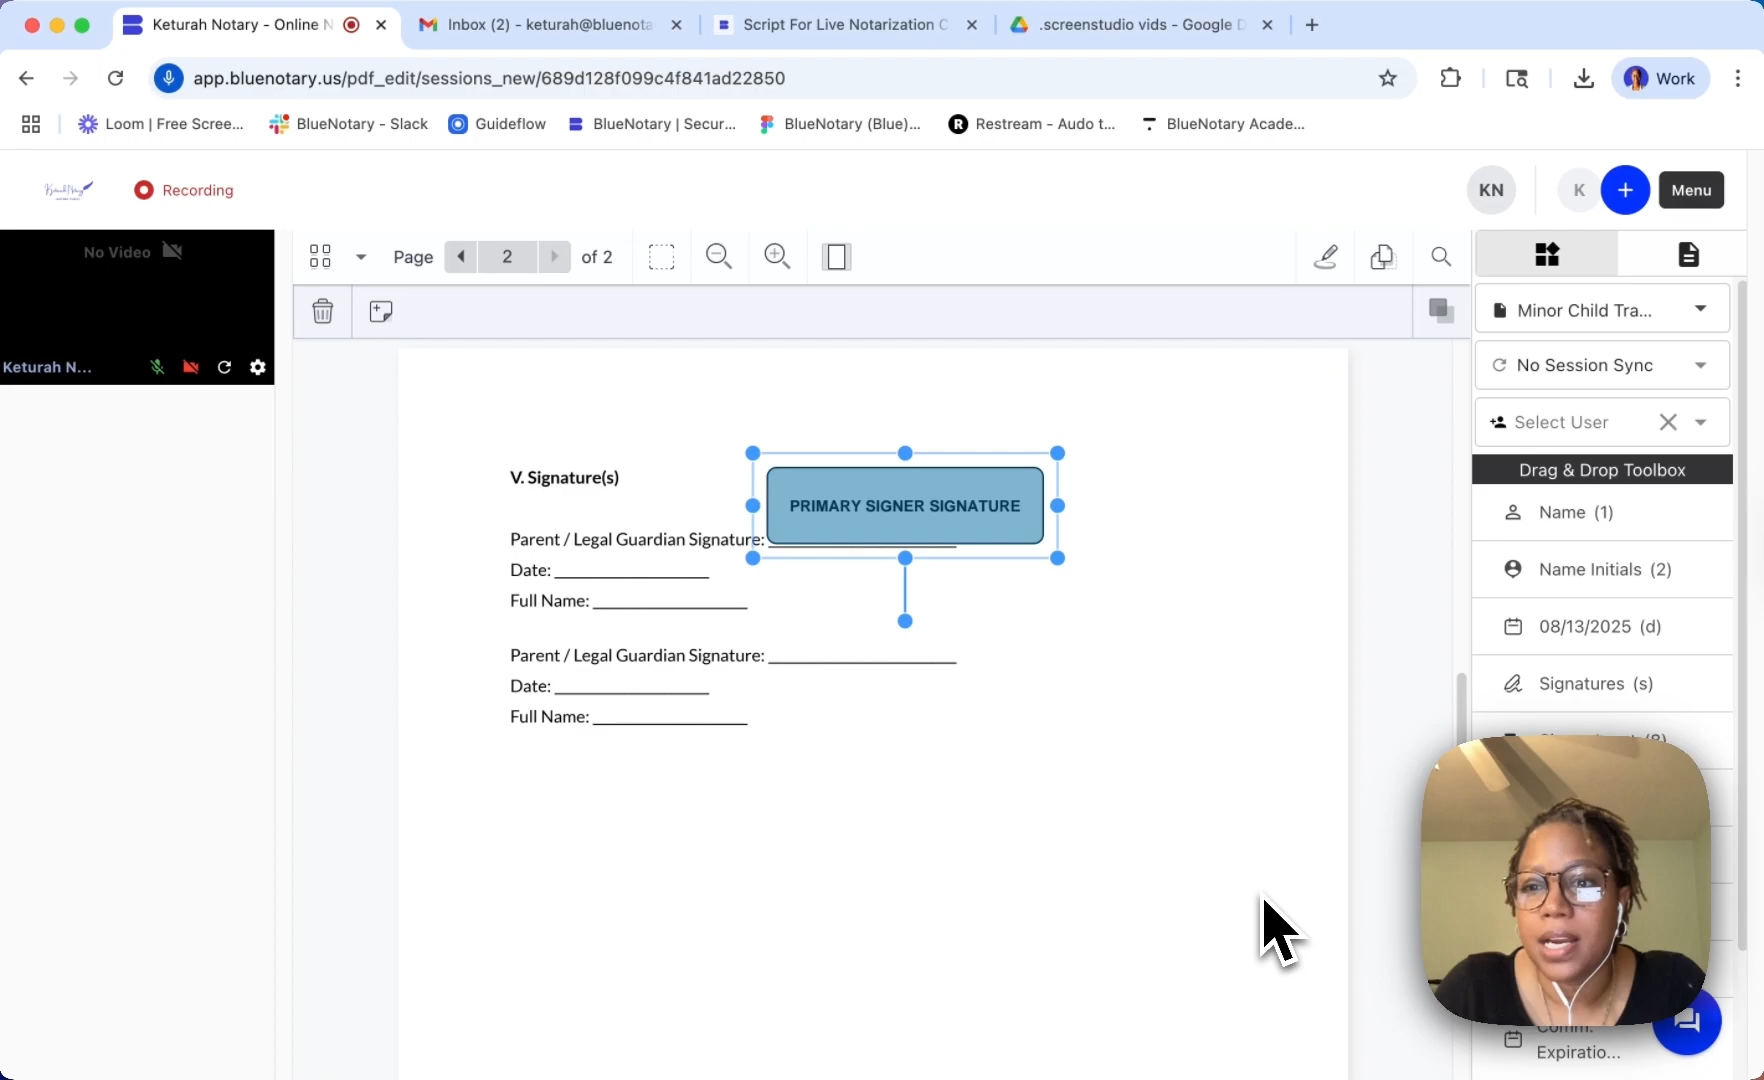 Keturah Notary - Online N
Inbox (2) - keturah@bluenota
Script For Live Notarization C
.screenstudio vids - Google D
app.bluenotary.us/pdf_edit/sessions_new/689d128f099c4f841ad22850
Work
Loom | Free Scree...
BlueNotary - Slack
Guideflow
BlueNotary | Secur...
BlueNotary (Blue)...
Restream - Audo t...
BlueNotary Acade...
Recording
KN
K
+
Menu
No Video
Keturah N...
Page
2
of 2
Minor Child Tra...
No Session Sync
Select User
Drag & Drop Toolbox
Name (1)
Name Initials (2)
08/13/2025 (d)
Signatures (s)
Comm.
Expiratio...
V. Signature(s)
PRIMARY SIGNER SIGNATURE
Parent / Legal Guardian Signature:
Date:
Full Name:
Parent / Legal Guardian Signature:
Date:
Full Name: